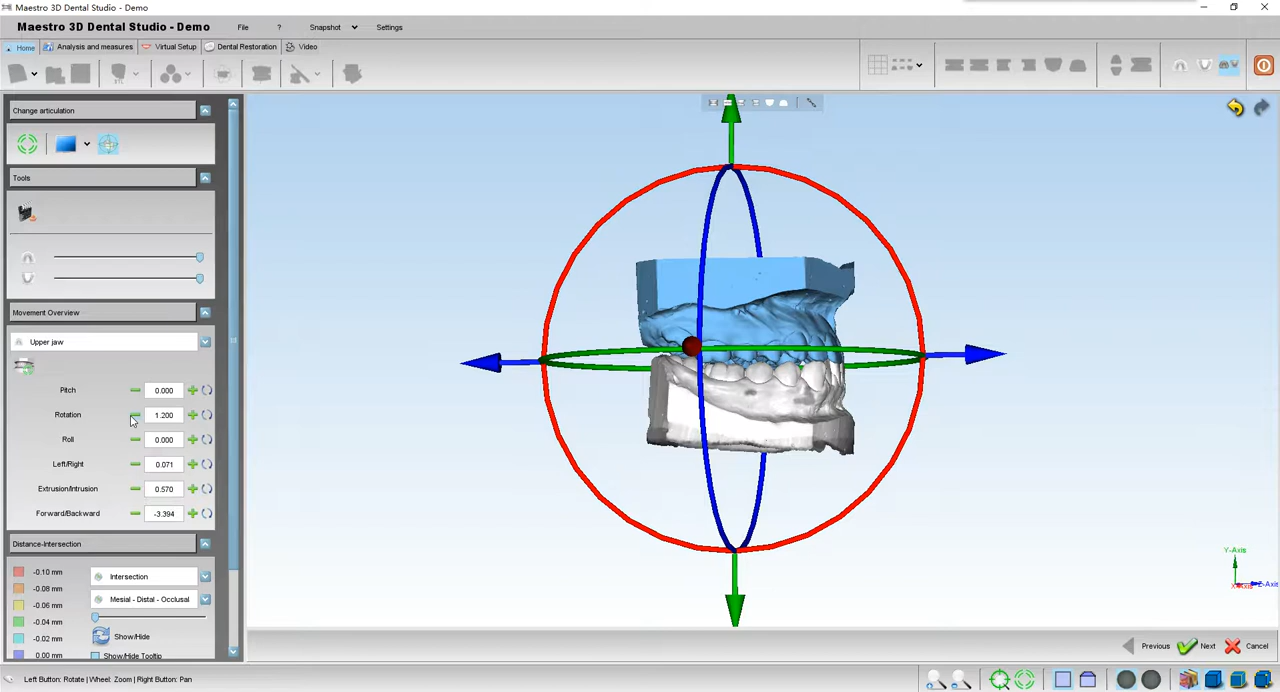 Maestro 3D Dental Studio - Demo
Maestro 3D Dental Studio - Demo
File
?
Snapshot
Settings
Home
Analysis and measures
Virtual Setup
Dental Restoration
Video
Change articulation
Tools
Movement Overview
Upper jaw
Pitch 0.000
Rotation 1.200
Roll 0.000
Left/Right 0.071
Extrusion/Intrusion 0.570
Forward/Backward -3.394
Distance-Intersection
-0.10 mm
Intersection
-0.08 mm
Mesial - Distal - Occlusal
-0.06 mm
-0.04 mm
-0.02 mm
Show/Hide
0.00 mm
Show/Hide Tooltip
Y-Axis
X-Axis
Z-Axis
Previous
Next
Cancel
Left Button: Rotate | Wheel: Zoom | Right Button: Pan